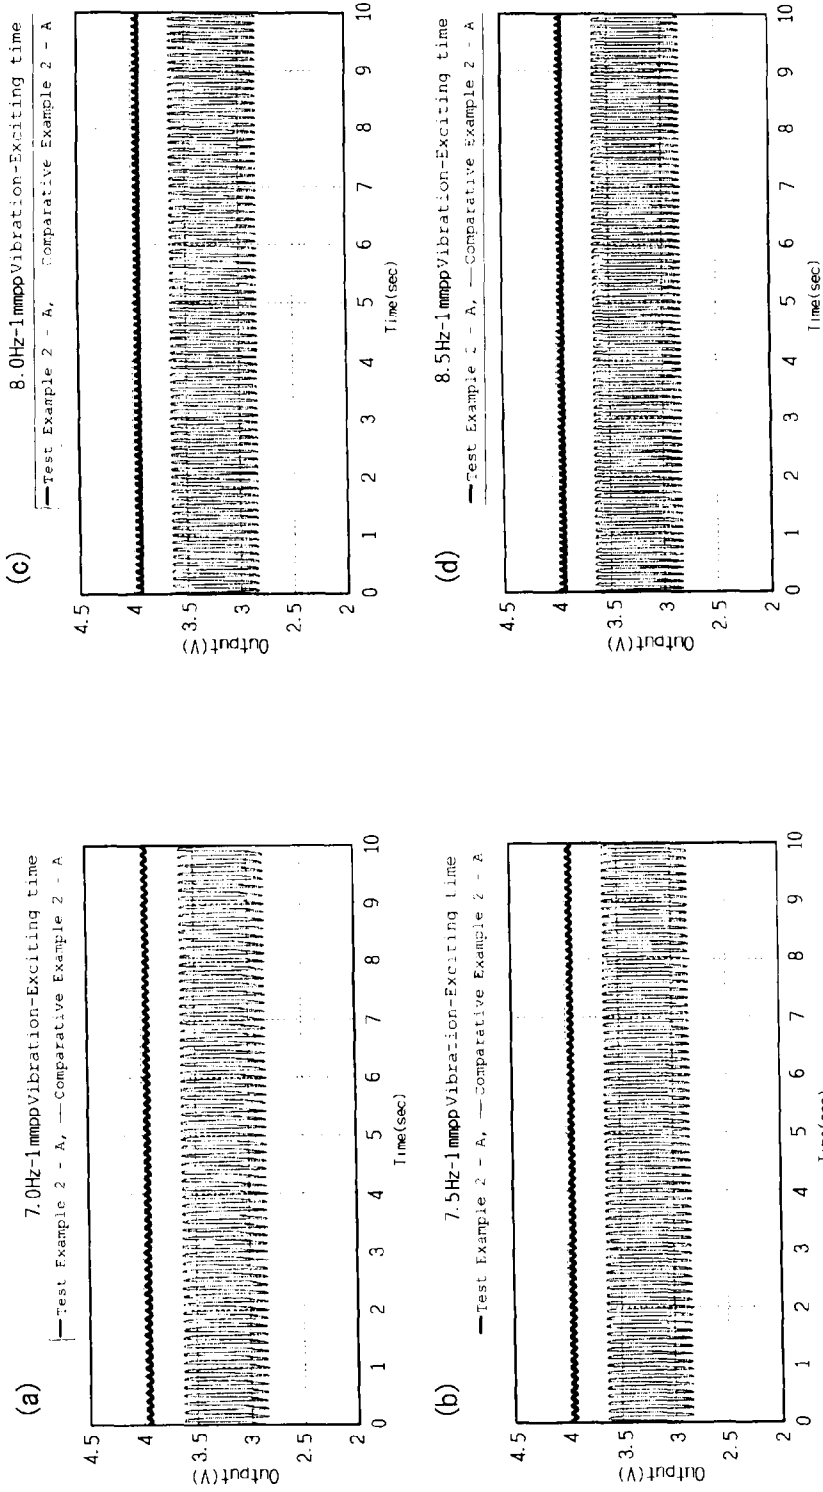 (a)
7.0Hz-1mmppVibration-Exciting time
Test Example 2 - A, Comparative Example 2 - A
4.5
4
3.5
3
2.5
2
Output(V)
0 1 2 3 4 5 6 7 8 9 10
Time(sec)
(b)
7.5Hz-1mmppVibration-Exciting time
Test Example 2 - A, Comparative Example 2 - A
4.5
4
3.5
3
2.5
2
Output(V)
0 1 2 3 4 5 6 7 8 9 10
(c)
8.0Hz-1mmppVibration-Exciting time
Test Example 2 - A, Comparative Example 2 - A
4.5
4
3.5
3
2.5
2
Output(V)
0 1 2 3 4 5 6 7 8 9 10
Time(sec)
(d)
8.5Hz-1mmppVibration-Exciting time
Test Example 2 - A, Comparative Example 2 - A
4.5
4
3.5
3
2.5
2
Output(V)
0 1 2 3 4 5 6 7 8 9 10
Time(sec)